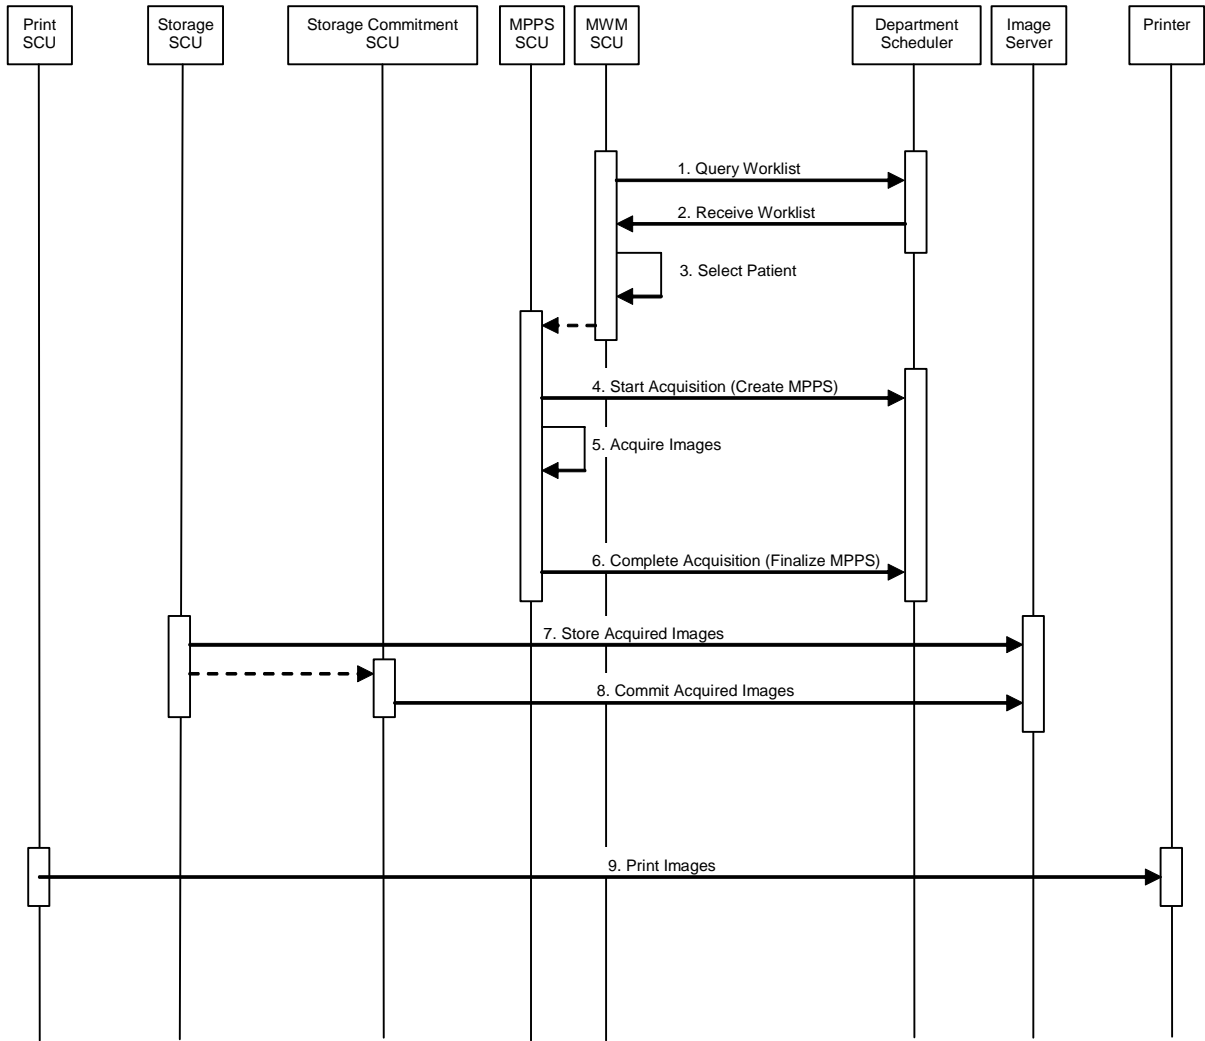 Print
SCU
Storage
SCU
Storage Commitment
SCU
MPPS
SCU
MWM
SCU
Department
Scheduler
Image
Server
Printer
1. Query Worklist
2. Receive Worklist
3. Select Patient
4. Start Acquisition (Create MPPS)
5. Acquire Images
6. Complete Acquisition (Finalize MPPS)
7. Store Acquired Images
8. Commit Acquired Images
9. Print Images